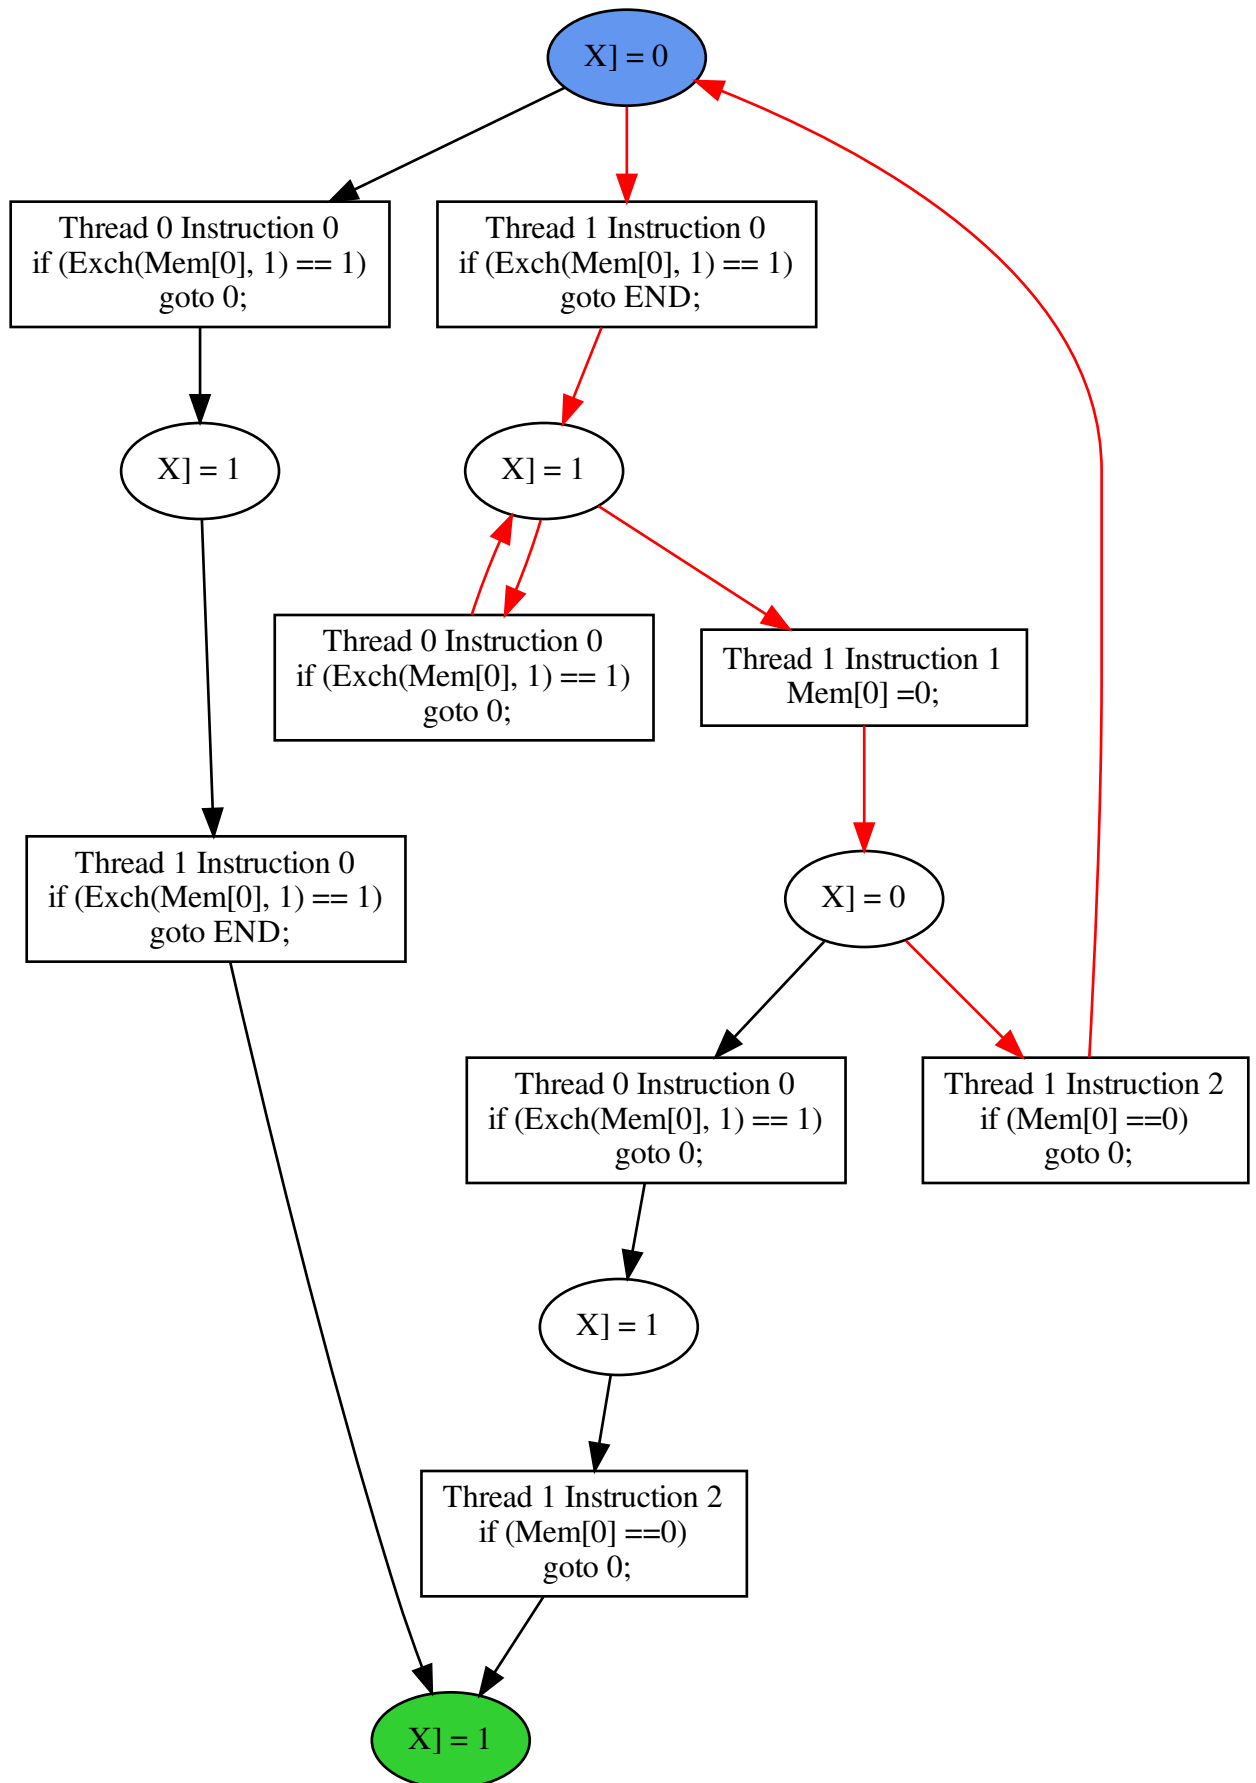 X] = 0
Thread 0 Instruction 0
if (Exch(Mem[0], 1) == 1)
goto 0;
Thread 1 Instruction 0
if (Exch(Mem[0], 1) == 1)
goto END;
X] = 1
X] = 1
Thread 0 Instruction 0
if (Exch(Mem[0], 1) == 1)
goto 0;
Thread 1 Instruction 1
Mem[0] =0;
Thread 1 Instruction 0
if (Exch(Mem[0], 1) == 1)
goto END;
X] = 0
Thread 0 Instruction 0
if (Exch(Mem[0], 1) == 1)
goto 0;
Thread 1 Instruction 2
if (Mem[0] ==0)
goto 0;
X] = 1
Thread 1 Instruction 2
if (Mem[0] ==0)
goto 0;
X] = 1